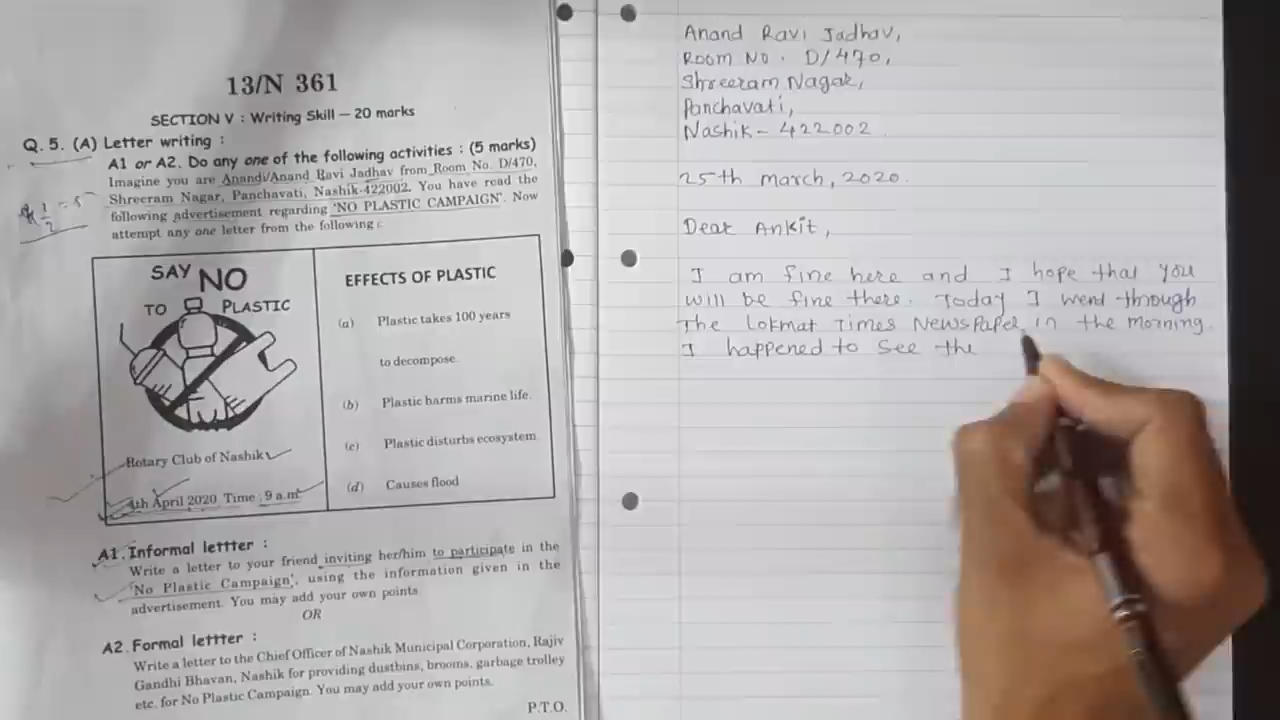 13/N 361
SECTION V : Writing Skill – 20 marks
Q. 5. (A) Letter writing :
A1 or A2. Do any one of the following activities : (5 marks)
Imagine you are Anandi/Anand Ravi Jadhav from Room No. D/470,
Shreeram Nagar, Panchavati, Nashik-422002. You have read the
following advertisement regarding 'NO PLASTIC CAMPAIGN'. Now
attempt any one letter from the following :
SAY NO
TO PLASTIC
Rotary Club of Nashik
4th April 2020 Time : 9 a.m.
EFFECTS OF PLASTIC
(a) Plastic takes 100 years
to decompose.
(b) Plastic harms marine life.
(c) Plastic disturbs ecosystem.
(d) Causes flood
A1. Informal lettter :
Write a letter to your friend inviting her/him to participate in the
'No Plastic Campaign', using the information given in the
advertisement. You may add your own points.
OR
A2. Formal lettter :
Write a letter to the Chief Officer of Nashik Municipal Corporation, Rajiv
Gandhi Bhavan, Nashik for providing dustbins, brooms, garbage trolley
etc. for No Plastic Campaign. You may add your own points.
P.T.O.
Anand Ravi Jadhav,
Room No. D/470,
Shreeram Nagar,
Panchavati,
Nashik – 422002.
25th march, 2020.
Dear Ankit,
I am fine here and I hope that you
will be fine there. Today I went through
The Lokmat Times NewsPaper in the morning.
I happened to see the